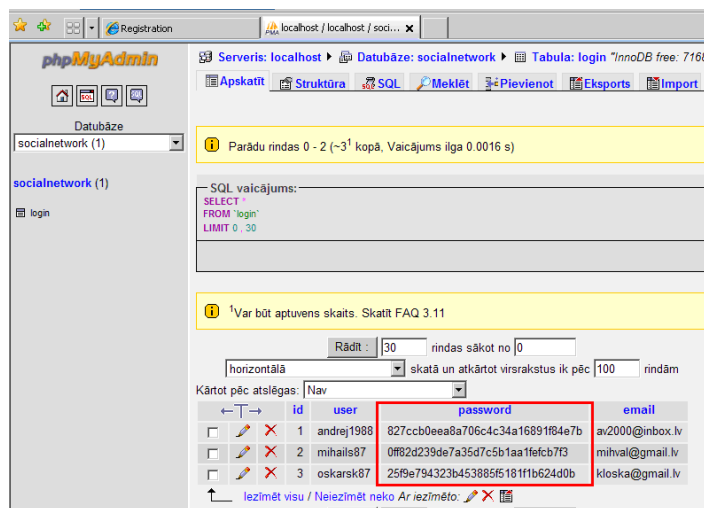 Registration
localhost / localhost / soci...
phpMyAdmin
Serveris: localhost Datubāze: socialnetwork Tabula: login "InnoDB free: 7168
Apskatīt Struktūra SQL Meklēt Pievienot Eksports Import
Datubāze
socialnetwork (1)
socialnetwork (1)
login
Parādu rindas 0 - 2 (~3¹ kopā, Vaicājums ilga 0.0016 s)
SQL vaicājums:
SELECT *
FROM `login`
LIMIT 0 , 30
¹Var būt aptuvens skaits. Skatīt FAQ 3.11
Rādīt : 30 rindas sākot no 0
horizontālā skatā un atkārtot virsrakstus ik pēc 100 rindām
Kārtot pēc atslēgas: Nav
←T→ id user password email
1 andrej1988 827ccb0eea8a706c4c34a16891f84e7b av2000@inbox.lv
2 mihails87 0ff82d239de7a35d7c5b1aa1fefcb7f3 mihval@gmail.lv
3 oskarsk87 25f9e794323b453885f5181f1b624d0b kloska@gmail.lv
Iezīmēt visu / Neiezīmēt neko Ar iezīmēto: